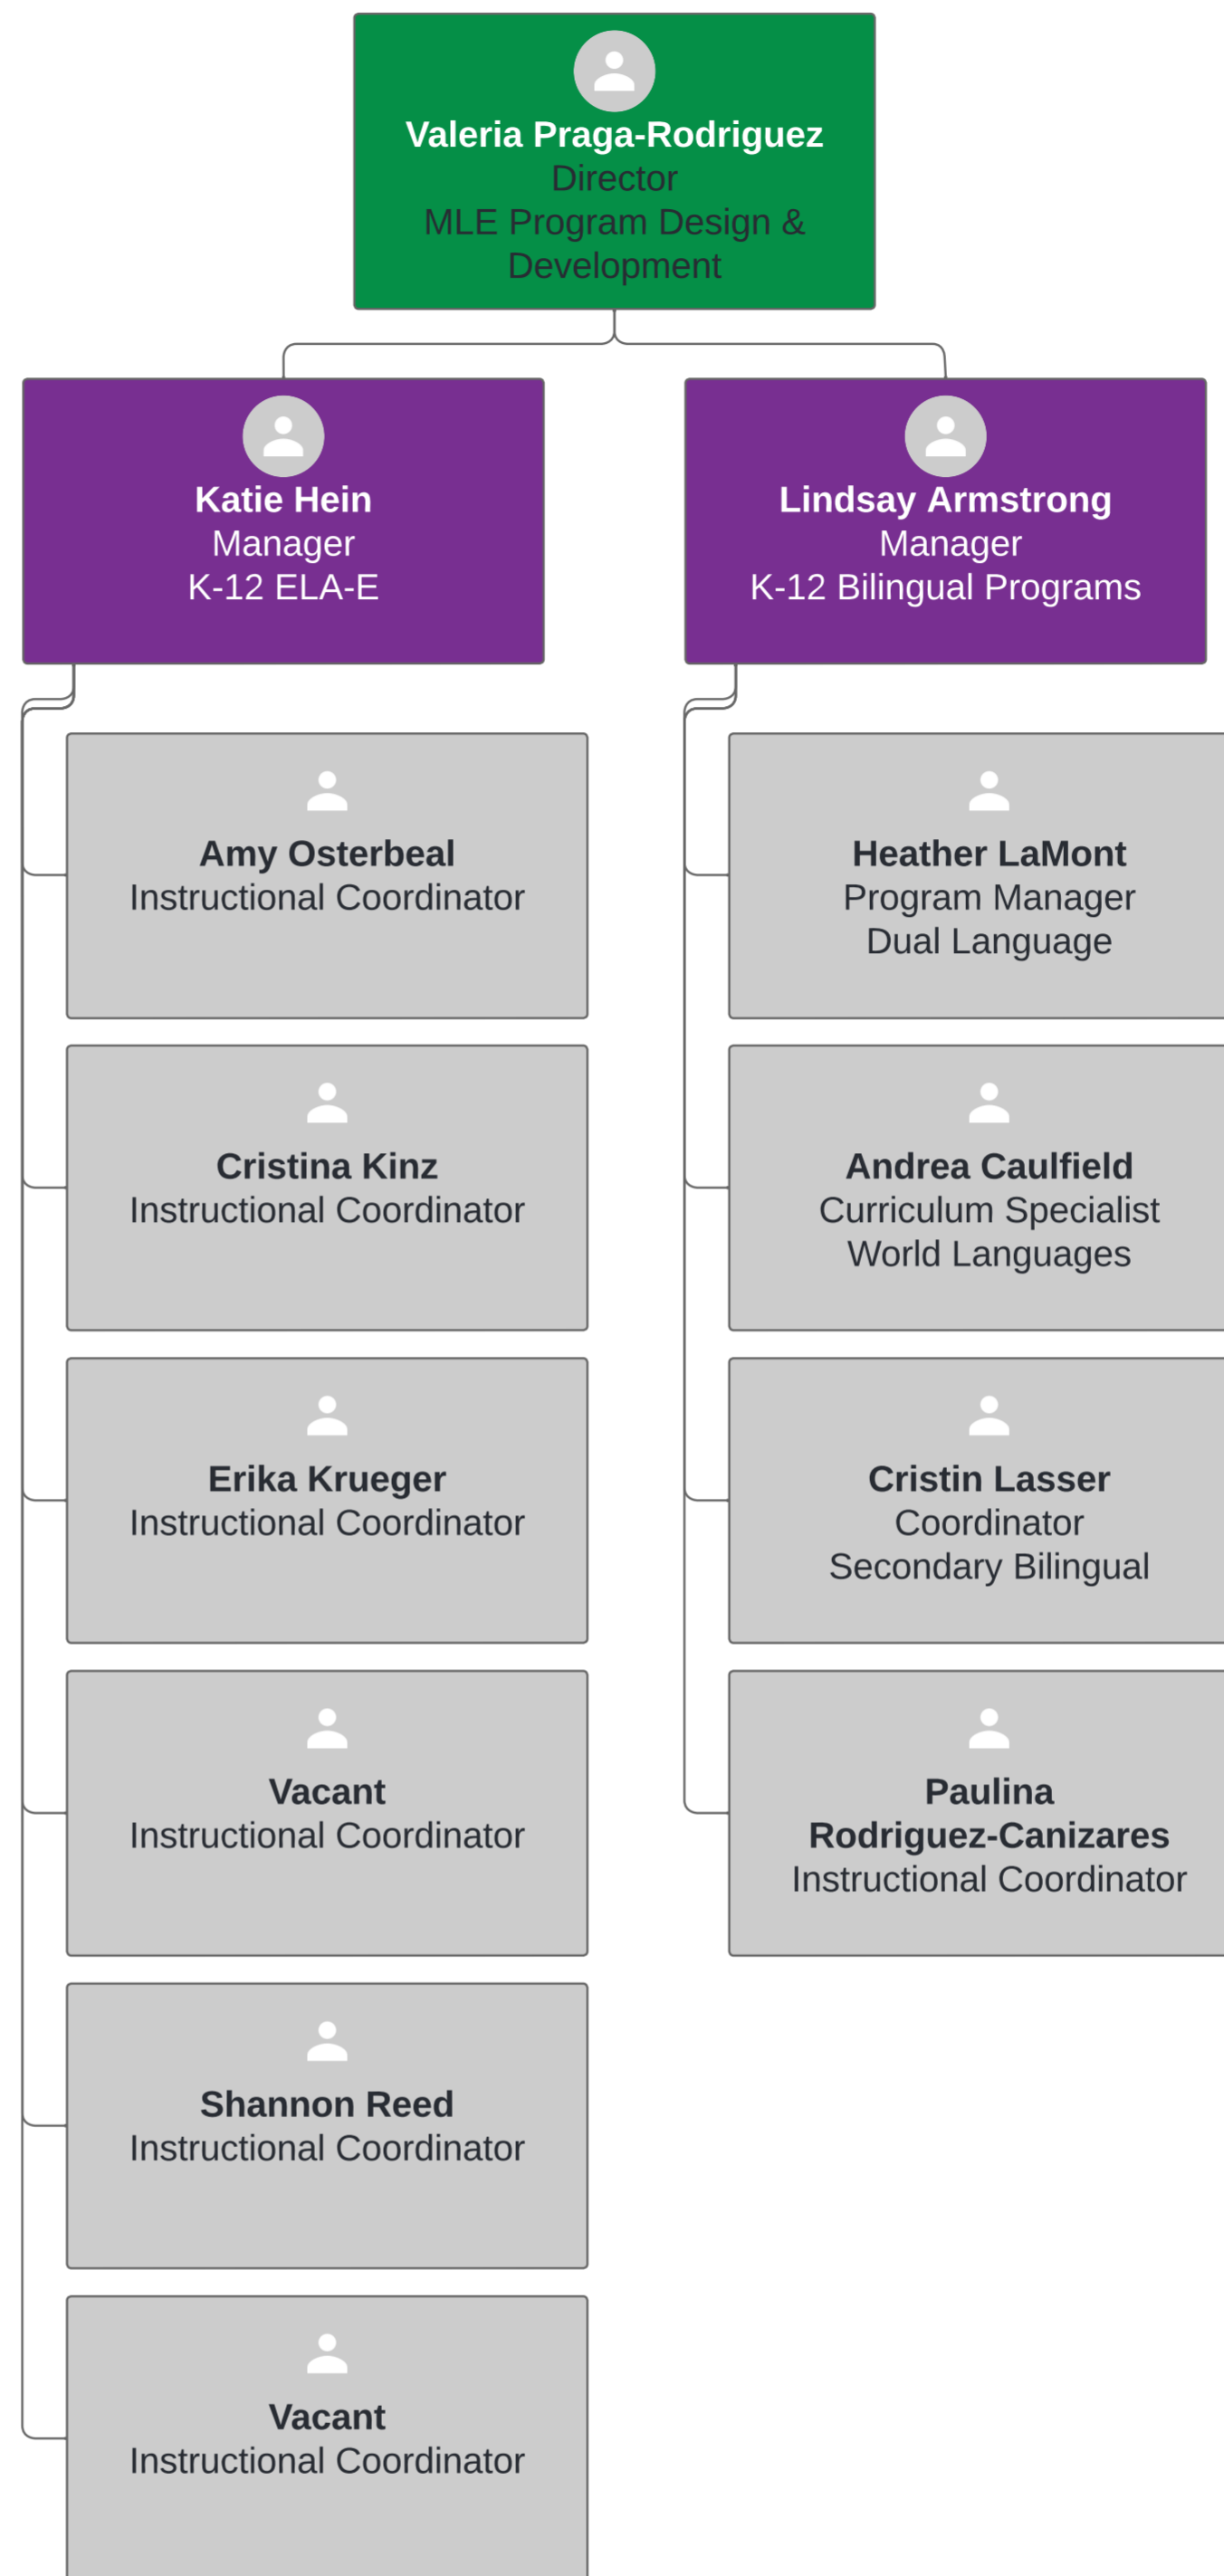 Valeria Praga-Rodriguez
Director
MLE Program Design &
Development
Katie Hein
Manager
K-12 ELA-E
Lindsay Armstrong
Manager
K-12 Bilingual Programs
Amy Osterbeal
Instructional Coordinator
Cristina Kinz
Instructional Coordinator
Erika Krueger
Instructional Coordinator
Vacant
Instructional Coordinator
Shannon Reed
Instructional Coordinator
Vacant
Instructional Coordinator
Heather LaMont
Program Manager
Dual Language
Andrea Caulfield
Curriculum Specialist
World Languages
Cristin Lasser
Coordinator
Secondary Bilingual
Paulina
Rodriguez-Canizares
Instructional Coordinator